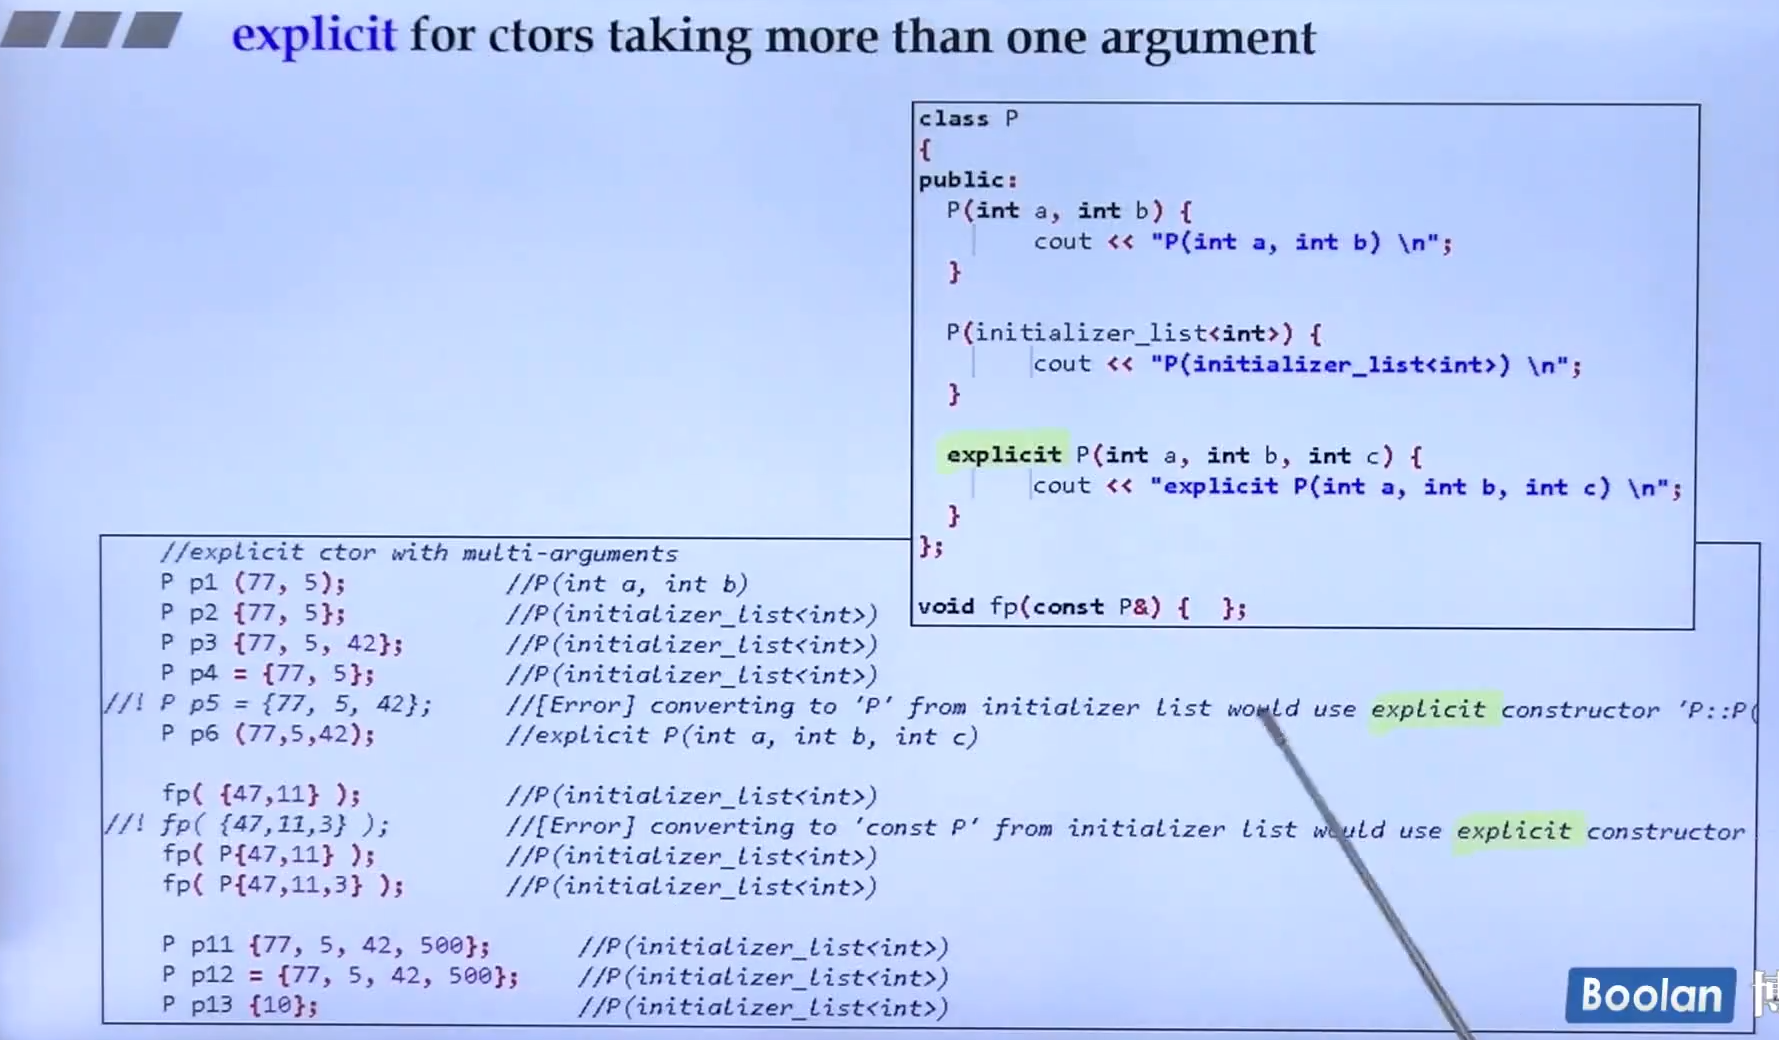 explicit for ctors taking more than one argument
class P
{
public:
P(int a, int b) {
cout << "P(int a, int b) \n";
}
P(initializer_list<int>) {
cout << "P(initializer_list<int>) \n";
}
explicit P(int a, int b, int c) {
cout << "explicit P(int a, int b, int c) \n";
}
};
void fp(const P&) { };
//explicit ctor with multi-arguments
P p1 (77, 5); //P(int a, int b)
P p2 {77, 5}; //P(initializer_list<int>)
P p3 {77, 5, 42}; //P(initializer_list<int>)
P p4 = {77, 5}; //P(initializer_list<int>)
//! P p5 = {77, 5, 42}; //[Error] converting to 'P' from initializer list would use explicit constructor 'P::P(
P p6 (77,5,42); //explicit P(int a, int b, int c)
fp( {47,11} ); //P(initializer_list<int>)
//! fp( {47,11,3} ); //[Error] converting to 'const P' from initializer list would use explicit constructor
fp( P{47,11} ); //P(initializer_list<int>)
fp( P{47,11,3} ); //P(initializer_list<int>)
P p11 {77, 5, 42, 500}; //P(initializer_list<int>)
P p12 = {77, 5, 42, 500}; //P(initializer_list<int>)
P p13 {10}; //P(initializer_list<int>)
Boolan